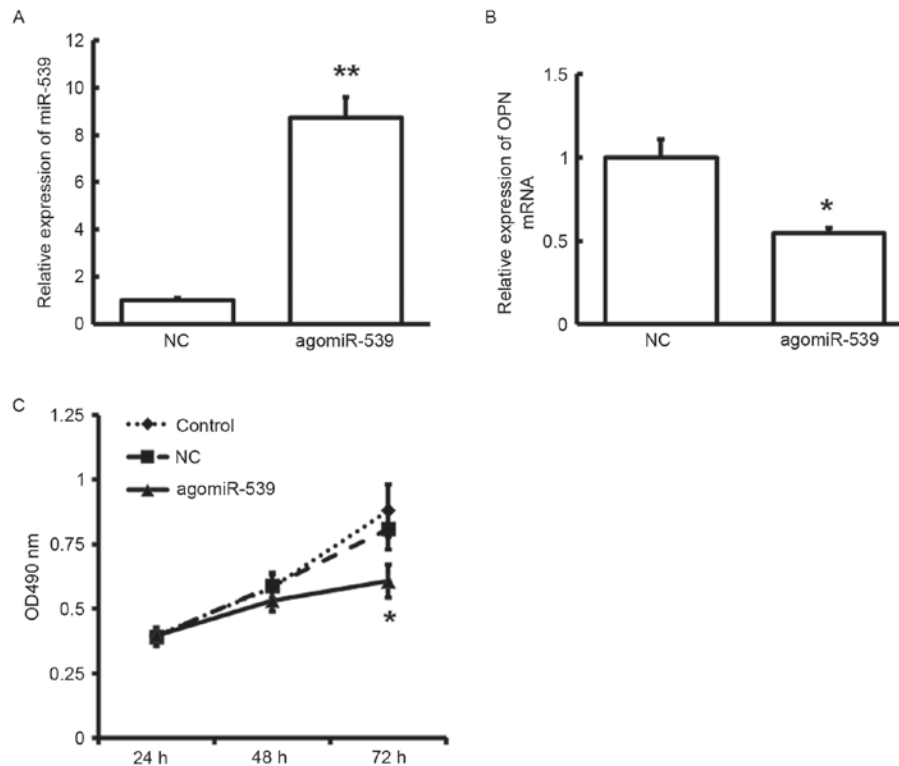 A
Relative expression of miR-539
12
10
8
6
4
2
0
**
NC
agomiR-539
B
Relative expression of OPN
mRNA
1.5
1
0.5
0
*
NC
agomiR-539
C
OD490 nm
1.25
1
0.75
0.5
0.25
0
Control
NC
agomiR-539
*
24 h
48 h
72 h